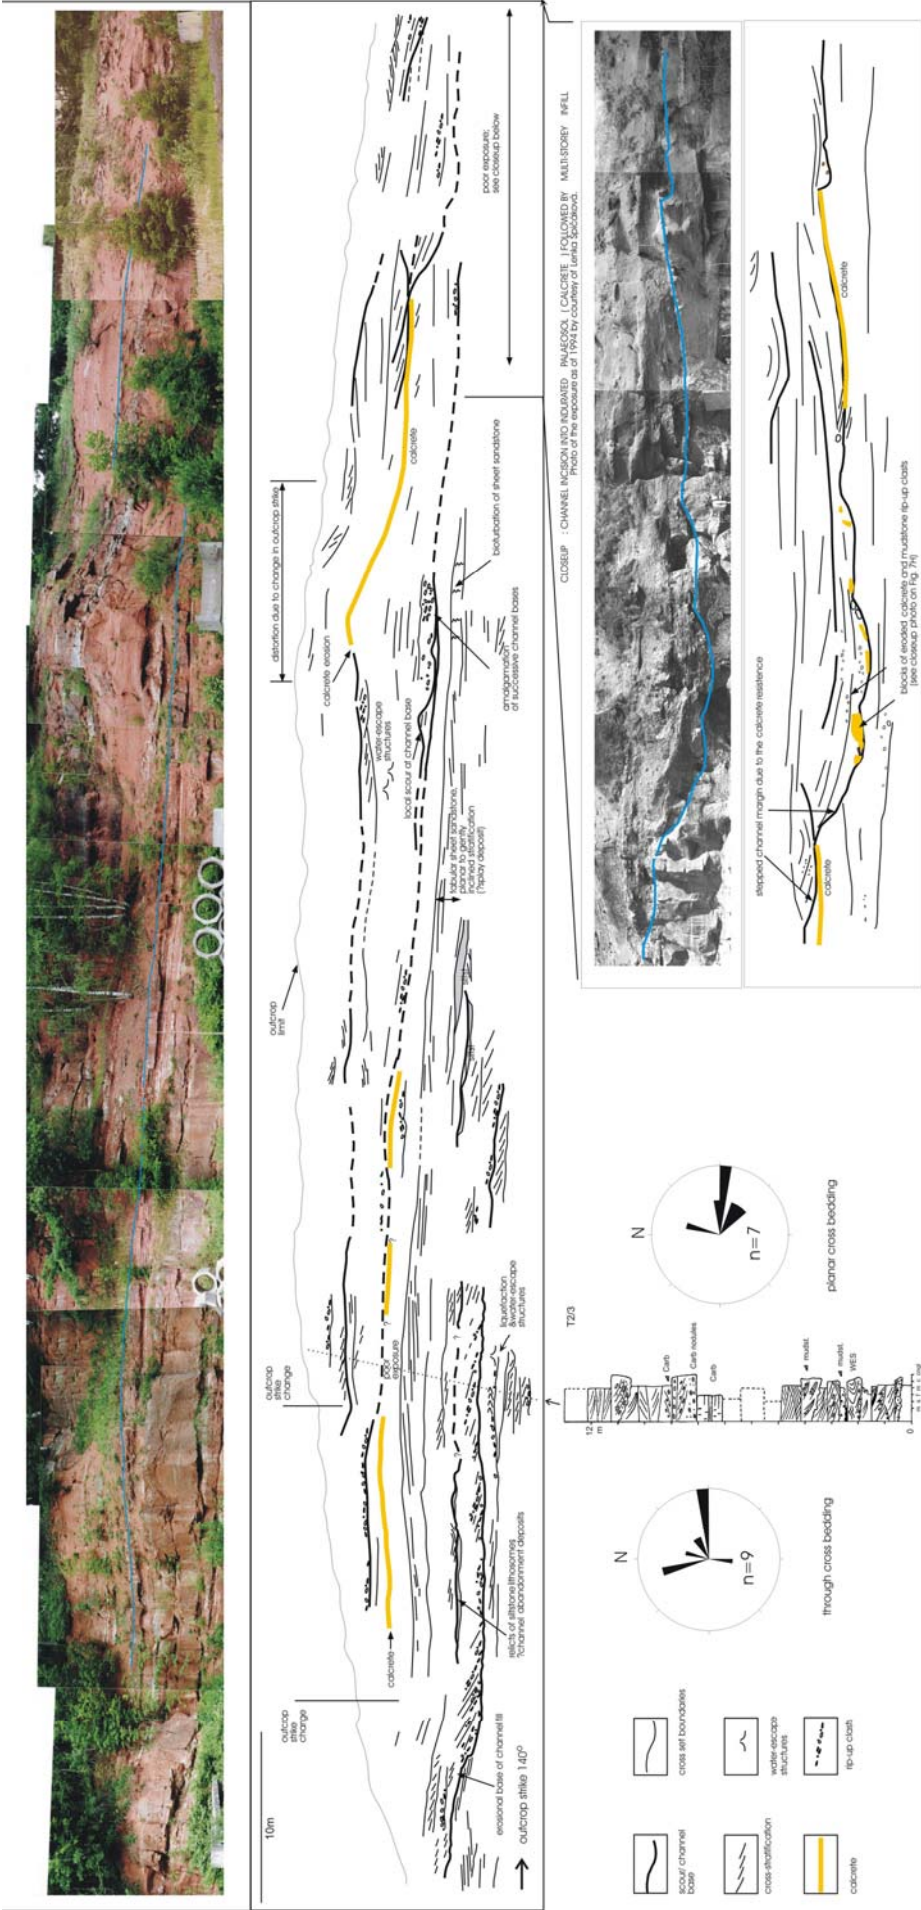 10m
outcrop
strike
change
outcrop
strike
change
outcrop
limit
distortion due to change in outcrop strike
poor exposure;
see closeup below
calcrete erosion
water-escape
structures
local scour of channel base
tabular sheet sandstone,
planar to gently
inclined stratification
(?splay deposit)
amalgamation
of successive channel bases
bioturbation of sheet sandstone
calcrete
calcrete
poor
exposure
?
?
?
?
liquefaction
&water-escape
structures
relicts of siltstone lithosomes
?channel abandonment deposits
erosional base of channel fill
outcrop strike 140°
CLOSEUP : CHANNEL INCISION INTO INDURATED PALAEOSOL ( CALCRETE ) FOLLOWED BY MULTI-STOREY INFILL
Photo of the exposure as of 1994 by courtesy of Lenka Špičáková.
stepped channel margin due to the calcrete resistence
calcrete
calcrete
blocks of eroded calcrete and mudstone rip-up clasts
(see closeup photo on Fig. 7H)
scour/ channel
base
cross set boundaries
cross-stratification
water-escape
structures
calcrete
rip-up clasts
N
n=9
through cross bedding
T2/3
12
m
Carb
Carb nodules
Carb
mudst.
mudst.
WES
0
N
n=7
planar cross bedding